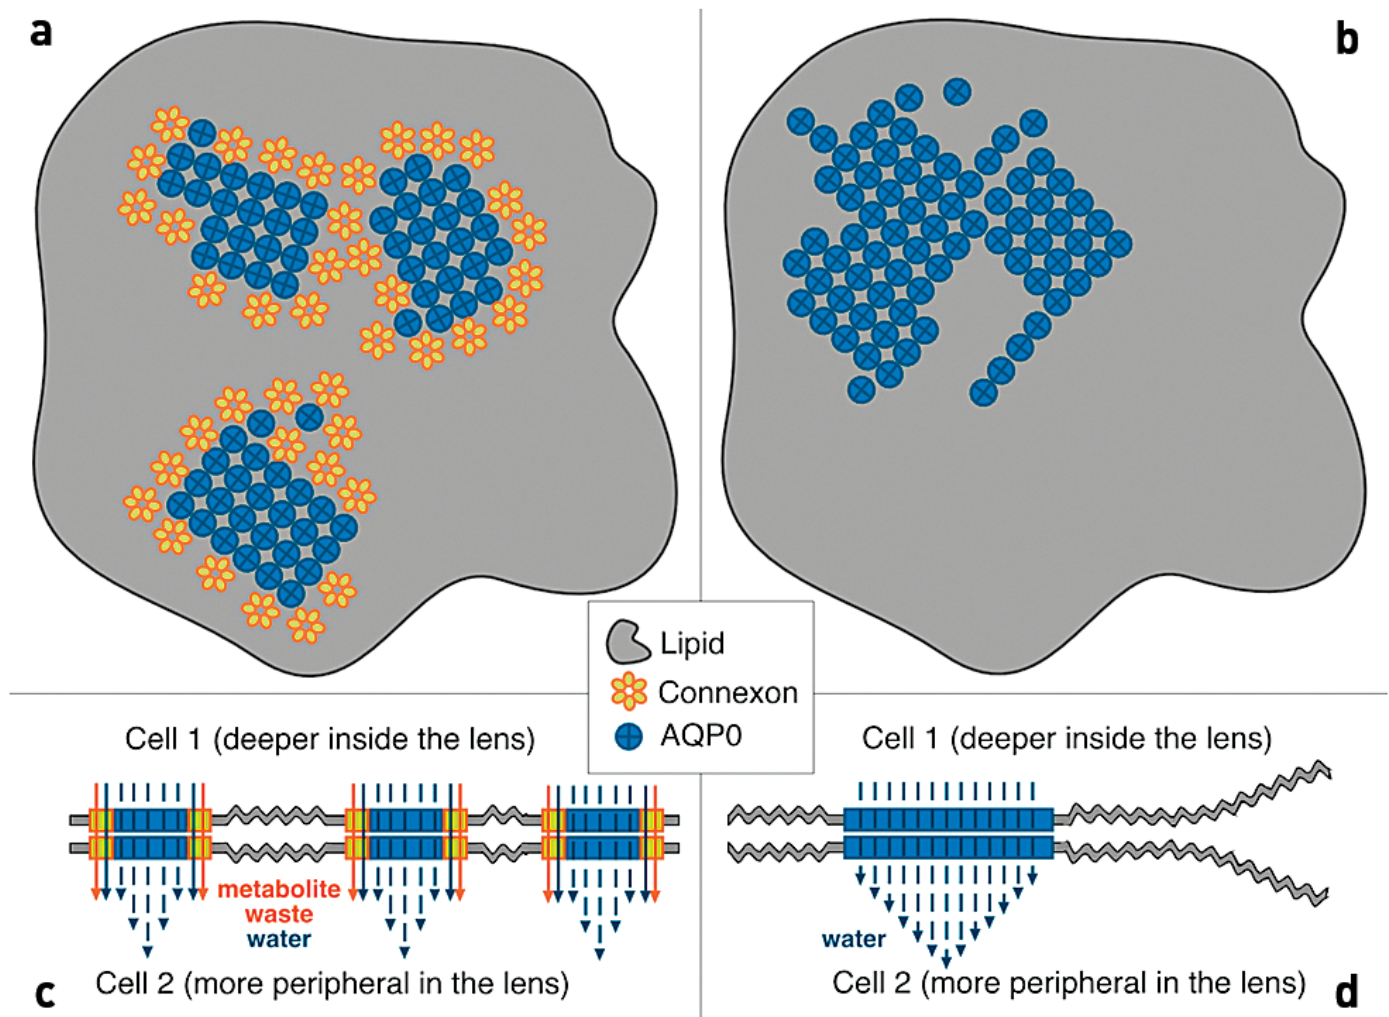 a
b
Lipid
Connexon
AQP0
Cell 1 (deeper inside the lens)
metabolite
waste
water
Cell 2 (more peripheral in the lens)
c
Cell 1 (deeper inside the lens)
water
Cell 2 (more peripheral in the lens)
d